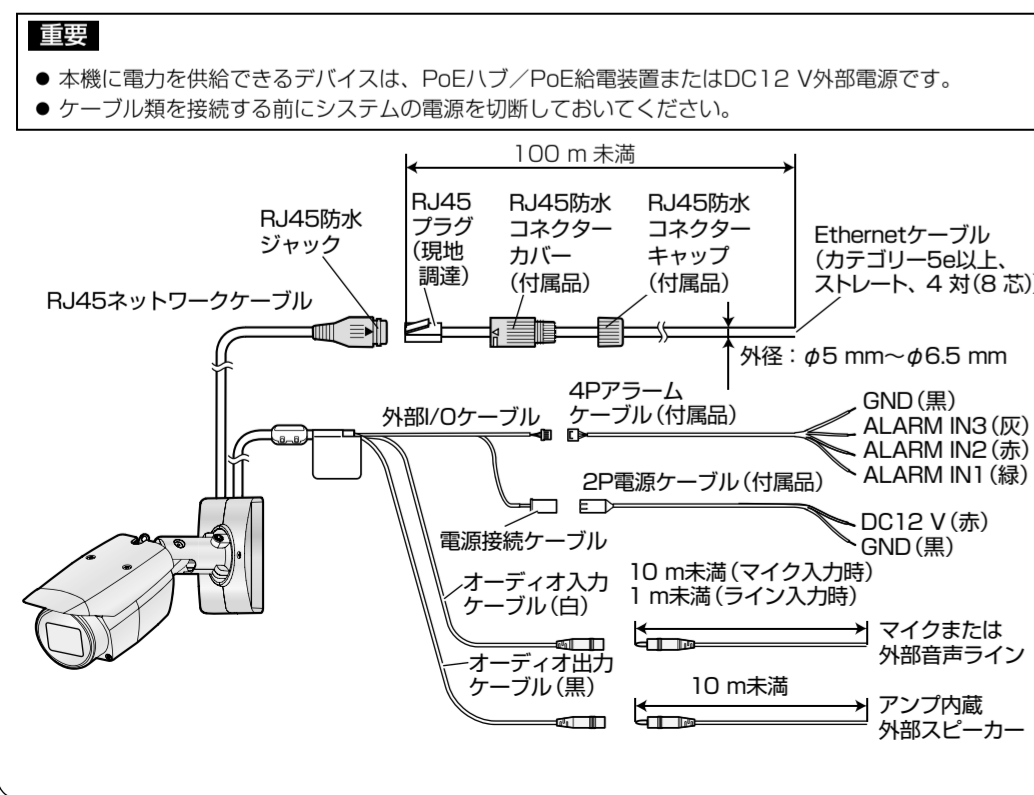 重要
● 本機に電力を供給できるデバイスは、PoEハブ／PoE給電装置またはDC12 V外部電源です。
● ケーブル類を接続する前にシステムの電源を切断しておいてください。
100 m 未満
RJ45防水
ジャック
RJ45
プラグ
（現地
調達）
RJ45防水
コネクター
カバー
（付属品）
RJ45防水
コネクター
キャップ
（付属品）
Ethernetケーブル
（カテゴリー5e以上、
ストレート、4 対（8 芯））
RJ45ネットワークケーブル
外径：φ5 mm～φ6.5 mm
外部I/Oケーブル
4Pアラーム
ケーブル（付属品）
GND（黒）
ALARM IN3（灰）
ALARM IN2（赤）
ALARM IN1（緑）
2P電源ケーブル（付属品）
電源接続ケーブル
DC12 V（赤）
GND（黒）
オーディオ入力
ケーブル（白）
10 m未満（マイク入力時）
1 m未満（ライン入力時）
マイクまたは
外部音声ライン
オーディオ出力
ケーブル（黒）
10 m未満
アンプ内蔵
外部スピーカー